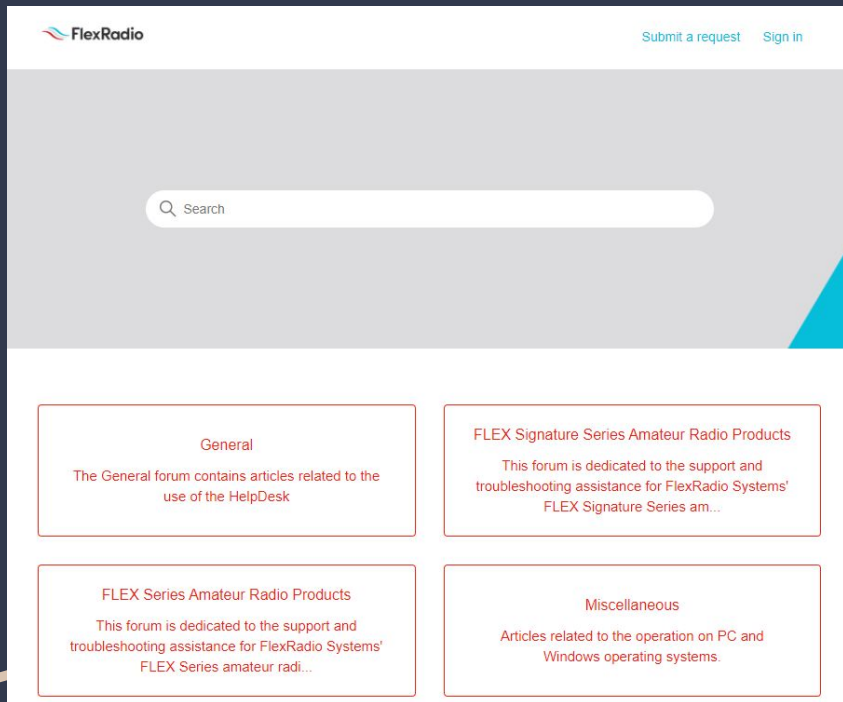 FlexRadio
Submit a request Sign in
Search
General
The General forum contains articles related to the
use of the HelpDesk
FLEX Signature Series Amateur Radio Products
This forum is dedicated to the support and
troubleshooting assistance for FlexRadio Systems'
FLEX Signature Series am...
FLEX Series Amateur Radio Products
This forum is dedicated to the support and
troubleshooting assistance for FlexRadio Systems'
FLEX Series amateur radi...
Miscellaneous
Articles related to the operation on PC and
Windows operating systems.